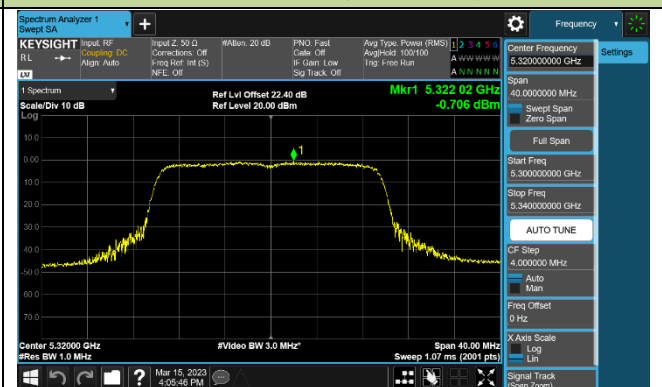 Spectrum Analyzer 1
Swept SA
Frequency
KEYSIGHT
RL
LXI
Input: RF
Coupling: DC
Align: Auto
Input Z: 50 Ω
Corrections: Off
Freq Ref: Int (S)
NFE: Off
#Atten: 20 dB
PNO: Fast
Gate: Off
IF Gain: Low
Sig Track: Off
Avg Type: Power (RMS)
Avg|Hold: 100/100
Trig: Free Run
1 2 3 4 5 6
A W W W W W
A N N N N N
1 Spectrum
Scale/Div 10 dB
Log
Ref Lvl Offset 22.40 dB
Ref Level 20.00 dBm
Mkr1 5.322 02 GHz
-0.706 dBm
10.0
0.00
-10.0
-20.0
-30.0
-40.0
-50.0
-60.0
-70.0
1
Center 5.32000 GHz
#Res BW 1.0 MHz
#Video BW 3.0 MHz*
Span 40.00 MHz
Sweep 1.07 ms (2001 pts)
Mar 15, 2023
4:05:46 PM
?
Center Frequency
5.320000000 GHz
Settings
Span
40.0000000 MHz
Swept Span
Zero Span
Full Span
Start Freq
5.300000000 GHz
Stop Freq
5.340000000 GHz
AUTO TUNE
CF Step
4.000000 MHz
Auto
Man
Freq Offset
0 Hz
X Axis Scale
Log
Lin
Signal Track
(Span Zoom)